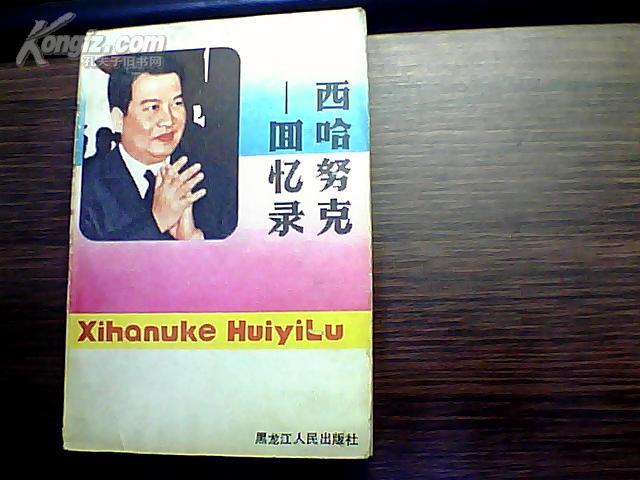 Kongfz.com
孔夫子旧书网
西哈努克
—回忆录
Xihanuke HuiyiLu
黑龙江人民出版社